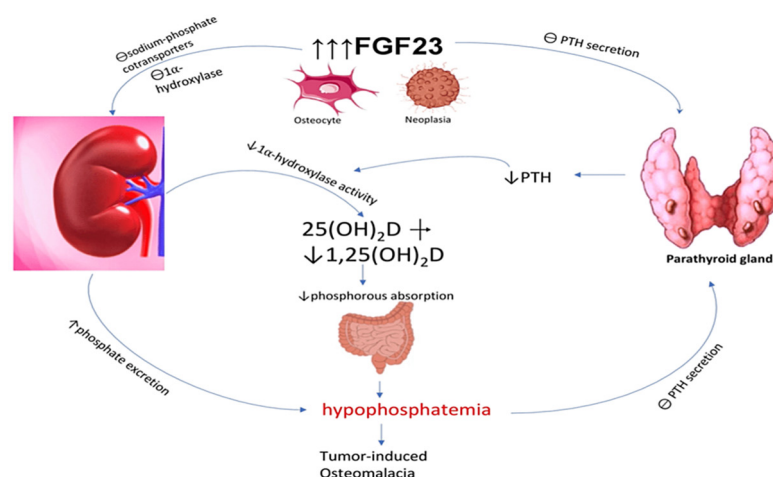 ⊖sodium-phosphate
cotransporters
⊖1α-
hydroxylase
↑↑↑FGF23
⊖ PTH secretion
Osteocyte
Neoplasia
↓1α-hydroxylase activity
↓PTH
25(OH)₂D
↓1,25(OH)₂D
Parathyroid gland
↓phosphorous absorption
↑phosphate excretion
⊖ PTH secretion
hypophosphatemia
Tumor-induced
Osteomalacia